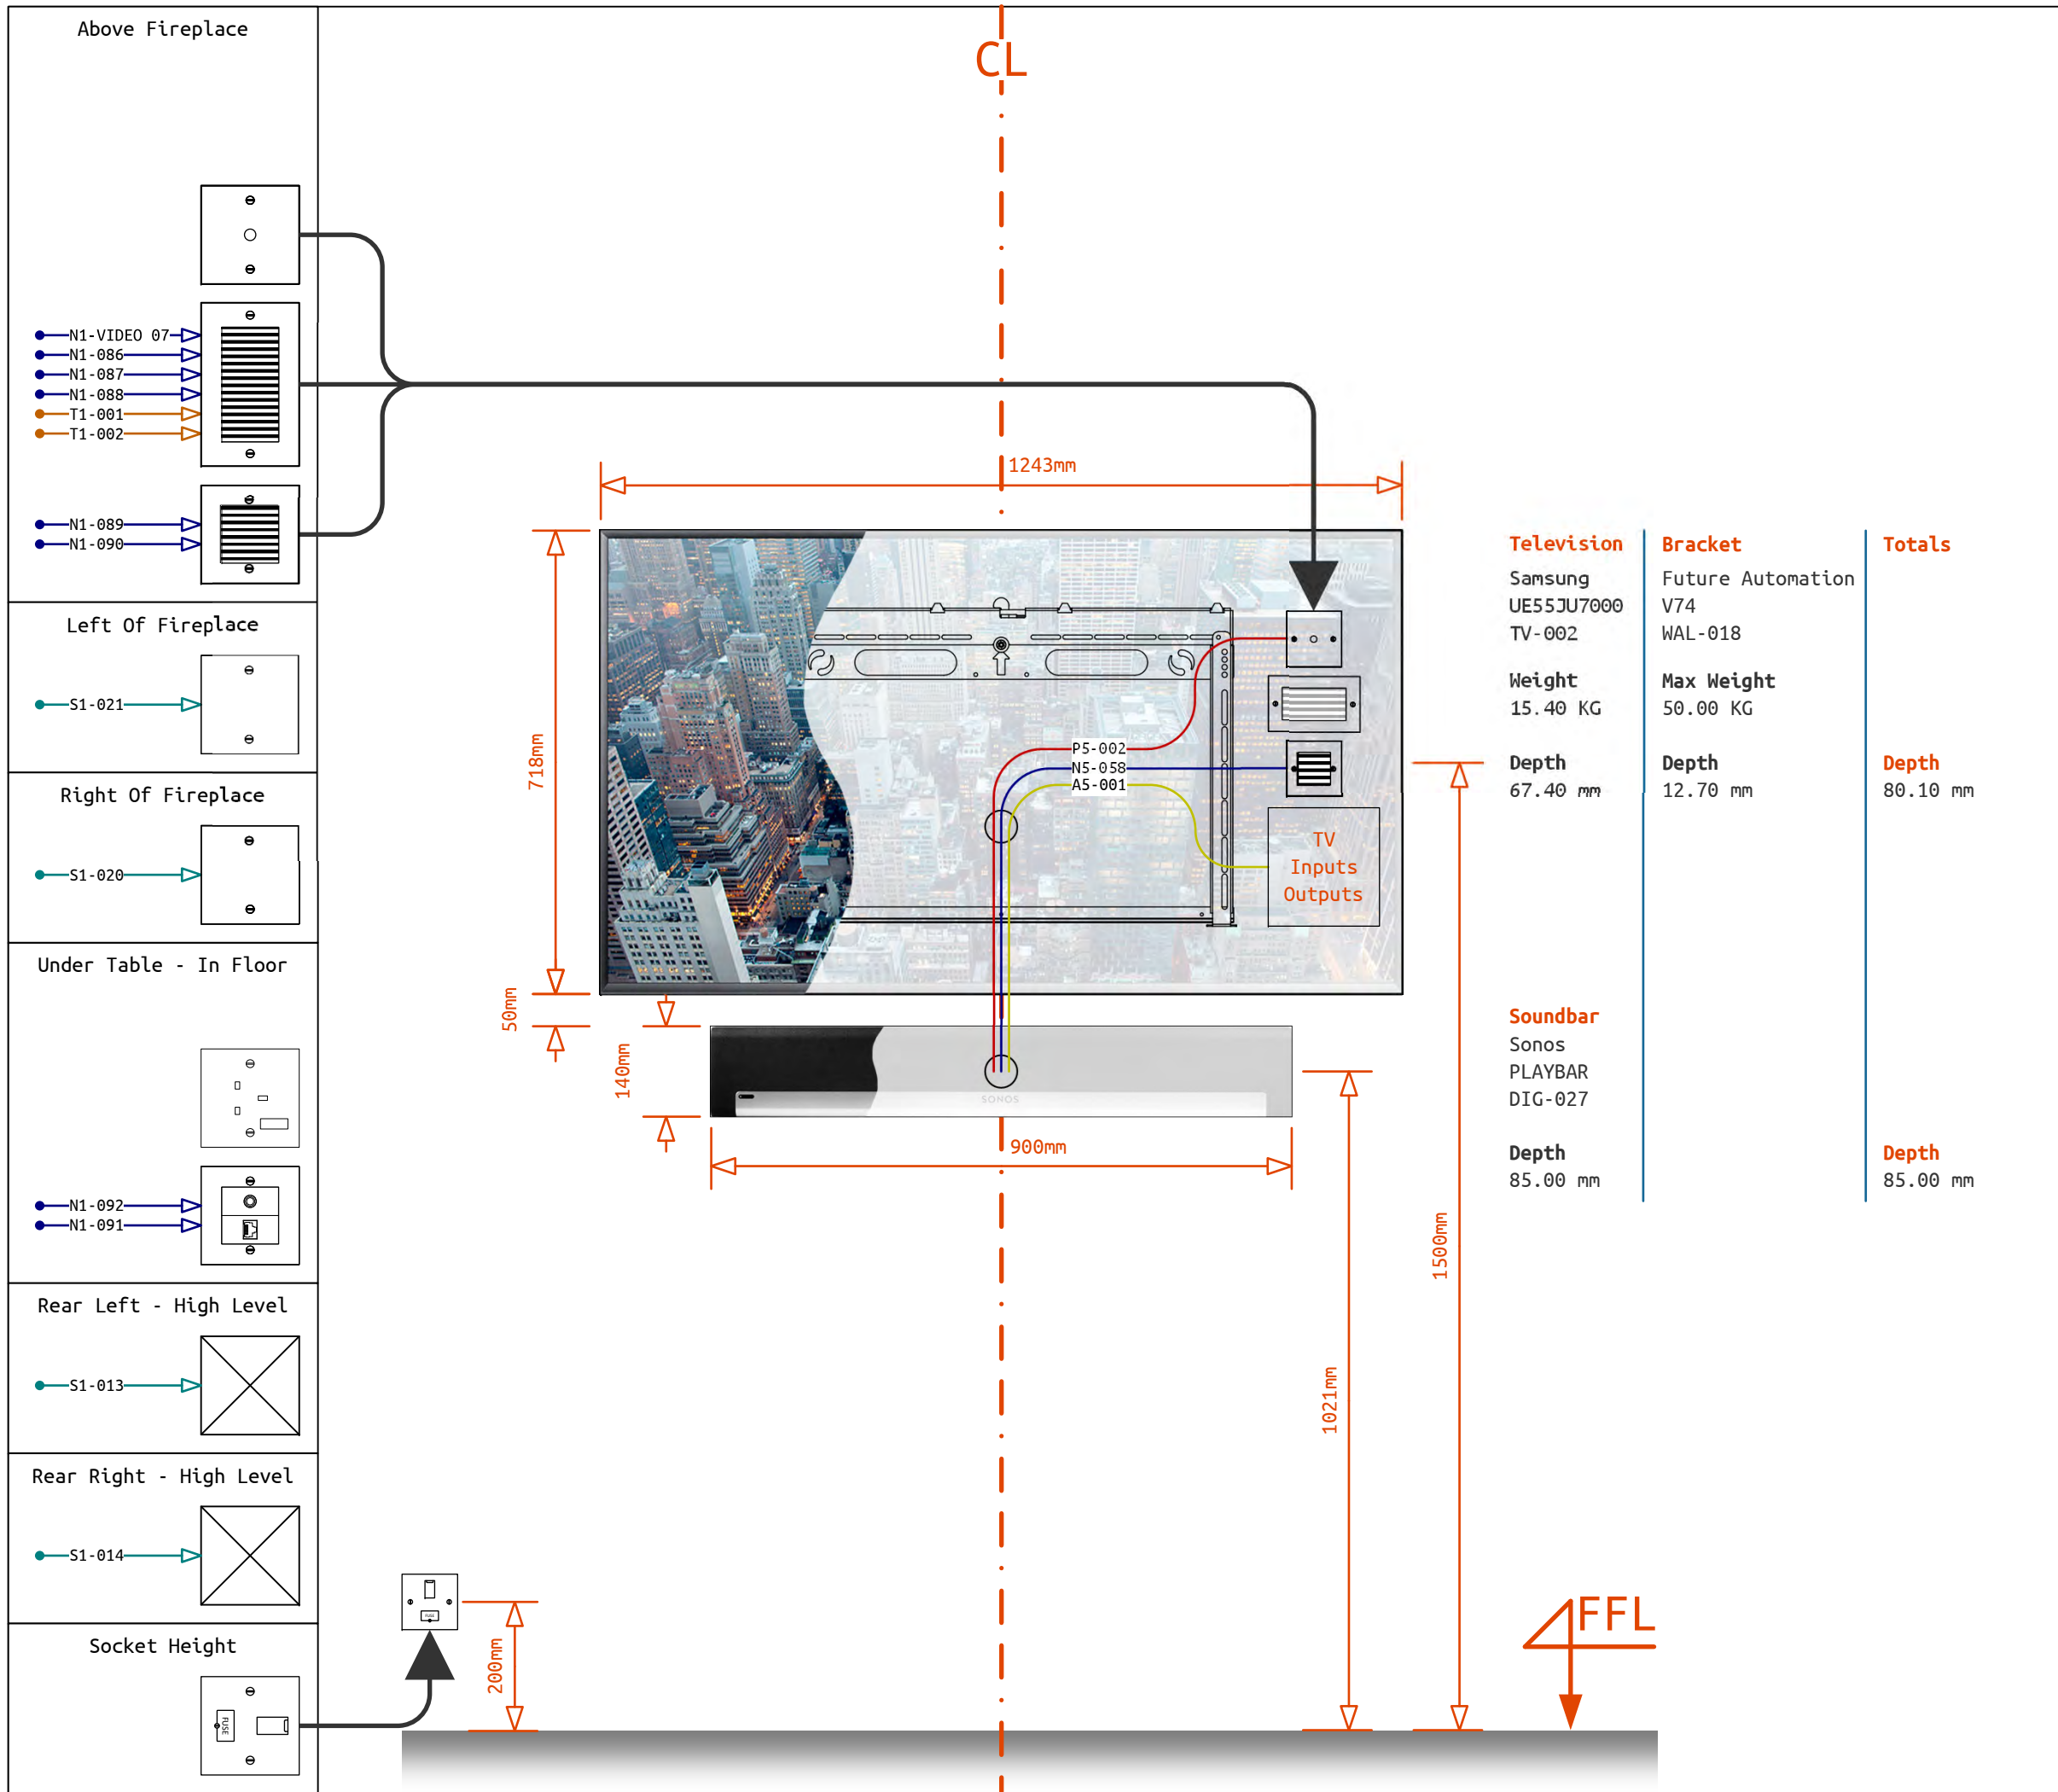 Above Fireplace
N1-VIDEO 07
N1-086
N1-087
N1-088
T1-001
T1-002
N1-089
N1-090
Left Of Fireplace
S1-021
Right Of Fireplace
S1-020
Under Table - In Floor
N1-092
N1-091
Rear Left - High Level
S1-013
Rear Right - High Level
S1-014
Socket Height
FUSE
CL
1243mm
718mm
50mm
140mm
P5-002
N5-058
A5-001
TV
Inputs
Outputs
SONOS
900mm
1021mm
1500mm
200mm
FUSE
FFL
Television
Samsung
UE55JU7000
TV-002
Weight
15.40 KG
Depth
67.40 mm
Bracket
Future Automation
V74
WAL-018
Max Weight
50.00 KG
Depth
12.70 mm
Totals
Depth
80.10 mm
Soundbar
Sonos
PLAYBAR
DIG-027
Depth
85.00 mm
Depth
85.00 mm